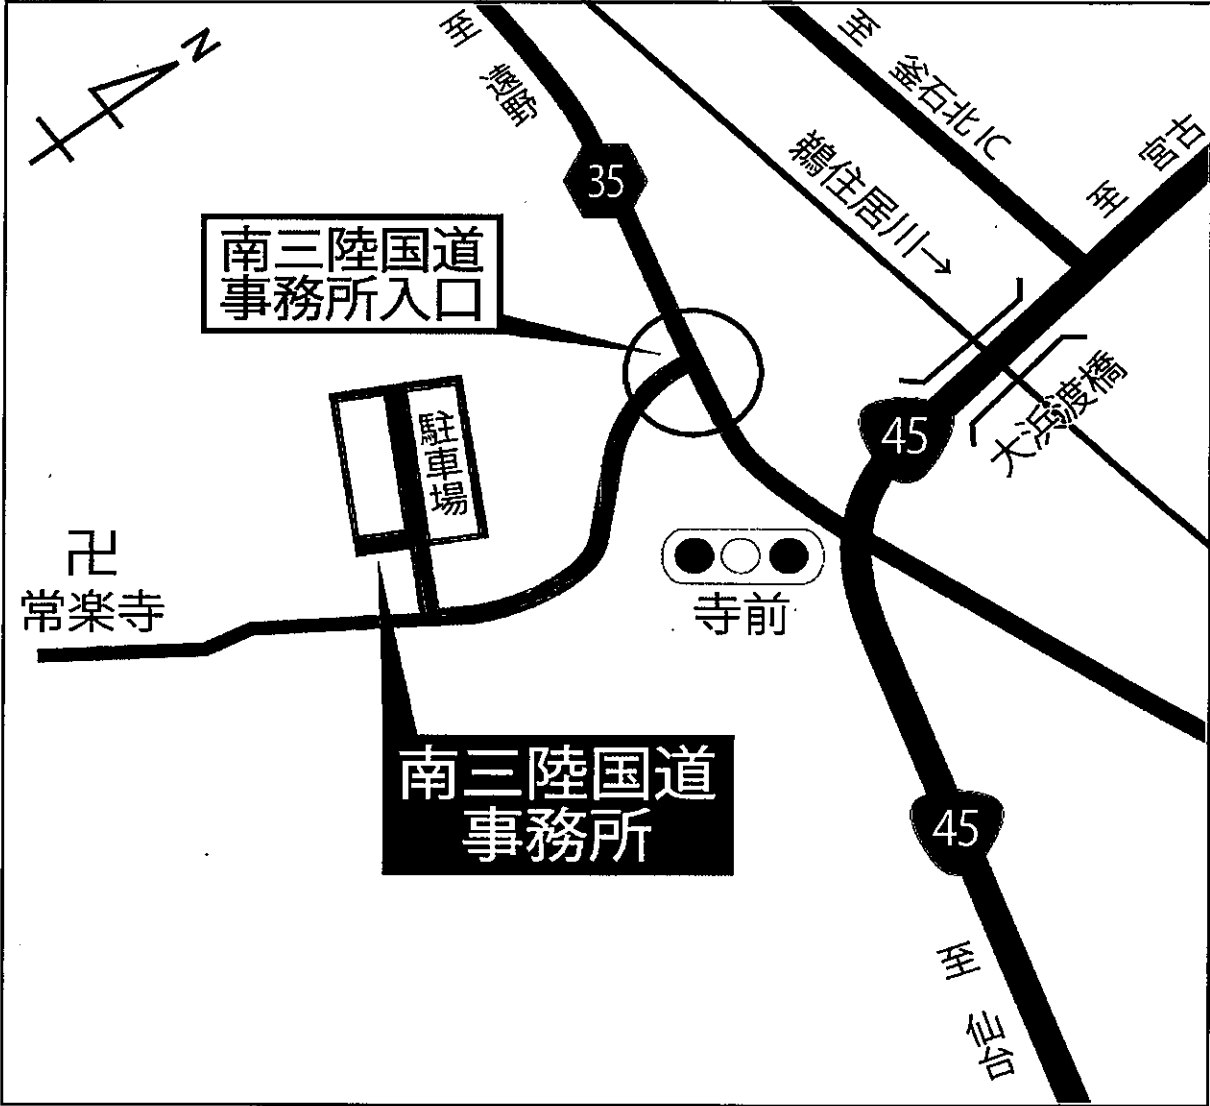 N
至 遠野
至 釜石北IC
至 宮古
35
鵜住居川→
南三陸国道
事務所入口
大浜渡橋
45
駐車場
卍
常楽寺
寺前
南三陸国道
事務所
45
至 仙台